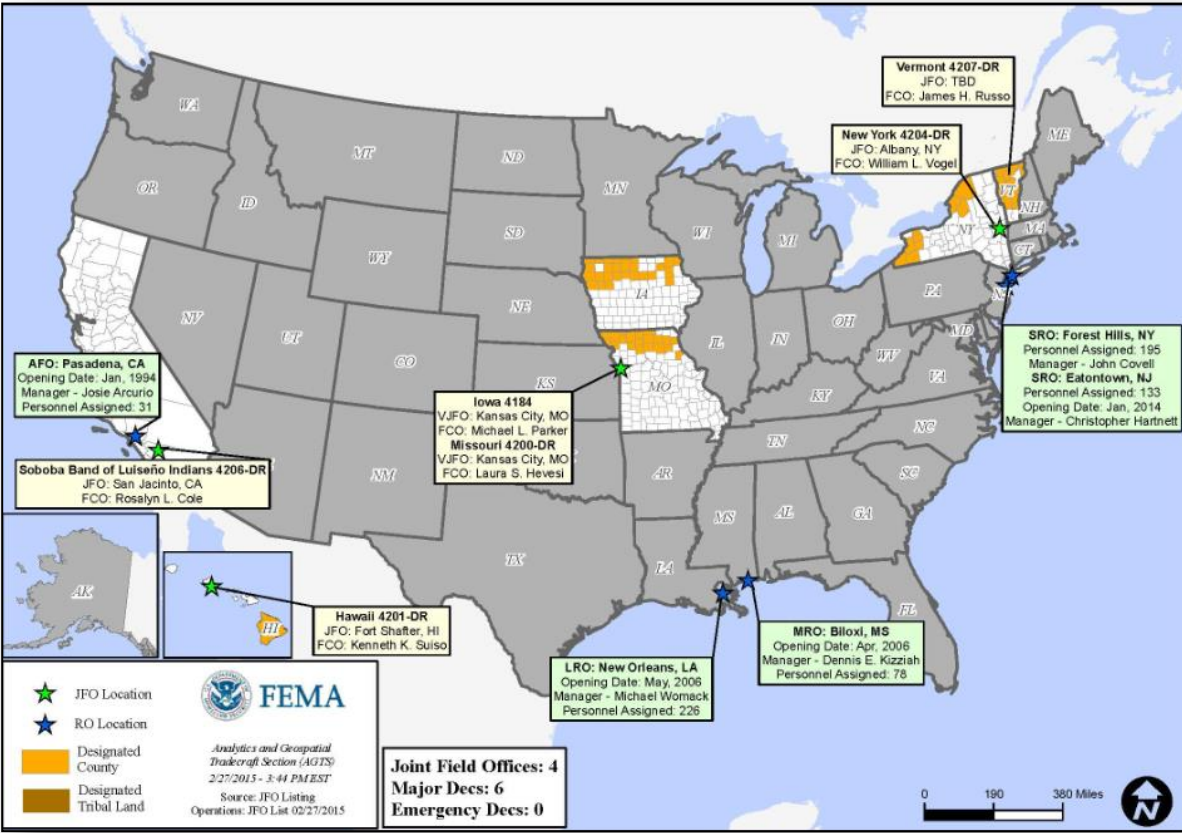 Vermont 4207-DR
JFO: TBD
FCO: James H. Russo
New York 4204-DR
JFO: Albany, NY
FCO: William L. Vogel
WA
MT
ND
MN
ME
OR
ID
SD
WI
MI
VT
NH
NY
MA
CT
WY
IA
NE
PA
NV
UT
CO
IL
IN
OH
MD
WV
VA
KS
MO
KY
AFO: Pasadena, CA
Opening Date: Jan, 1994
Manager - Josie Arcurio
Personnel Assigned: 31
SRO: Forest Hills, NY
Personnel Assigned: 195
Manager - John Covell
SRO: Eatontown, NJ
Personnel Assigned: 133
Opening Date: Jan, 2014
Manager - Christopher Hartnett
Iowa 4184
VJFO: Kansas City, MO
FCO: Michael L. Parker
Missouri 4200-DR
VJFO: Kansas City, MO
FCO: Laura S. Hevesi
Soboba Band of Luiseño Indians 4206-DR
JFO: San Jacinto, CA
FCO: Rosalyn L. Cole
NM
AR
TN
NC
SC
MS
AL
GA
TX
LA
FL
AK
HI
Hawaii 4201-DR
JFO: Fort Shafter, HI
FCO: Kenneth K. Suiso
LRO: New Orleans, LA
Opening Date: May, 2006
Manager - Michael Womack
Personnel Assigned: 226
MRO: Biloxi, MS
Opening Date: Apr, 2006
Manager - Dennis E. Kizziah
Personnel Assigned: 78
JFO Location
RO Location
Designated
County
Designated
Tribal Land
FEMA
Analytics and Geospatial
Tradecraft Section (AGTS)
2/27/2015 - 3:44 PM EST
Source: JFO Listing
Operations: JFO List 02/27/2015
Joint Field Offices: 4
Major Decs: 6
Emergency Decs: 0
0 190 380 Miles
N